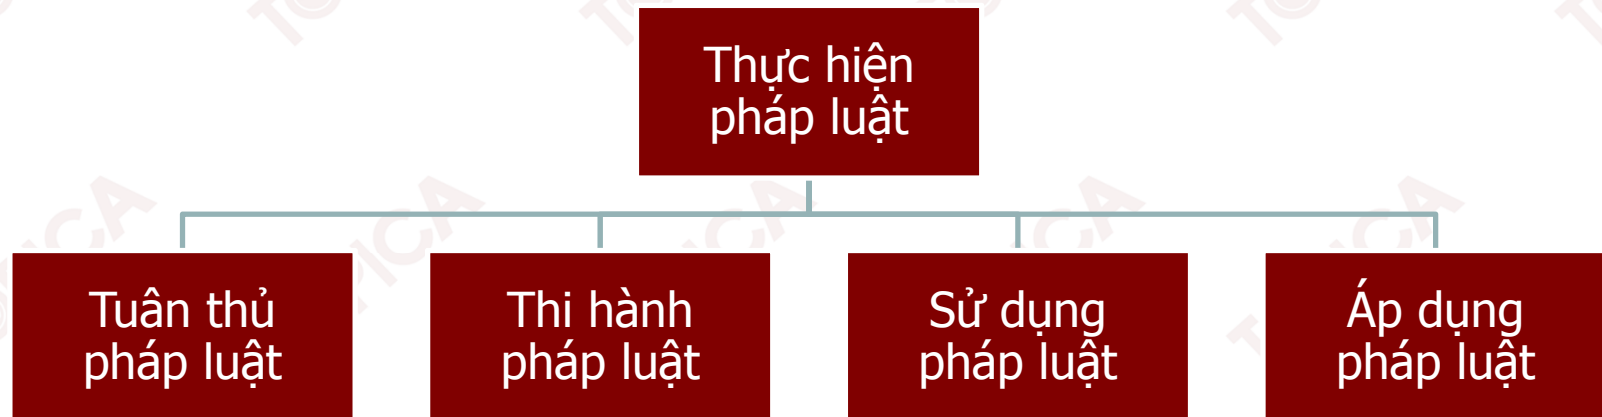 Thực hiện
pháp luật
Tuân thủ
pháp luật
Thi hành
pháp luật
Sử dụng
pháp luật
Áp dụng
pháp luật